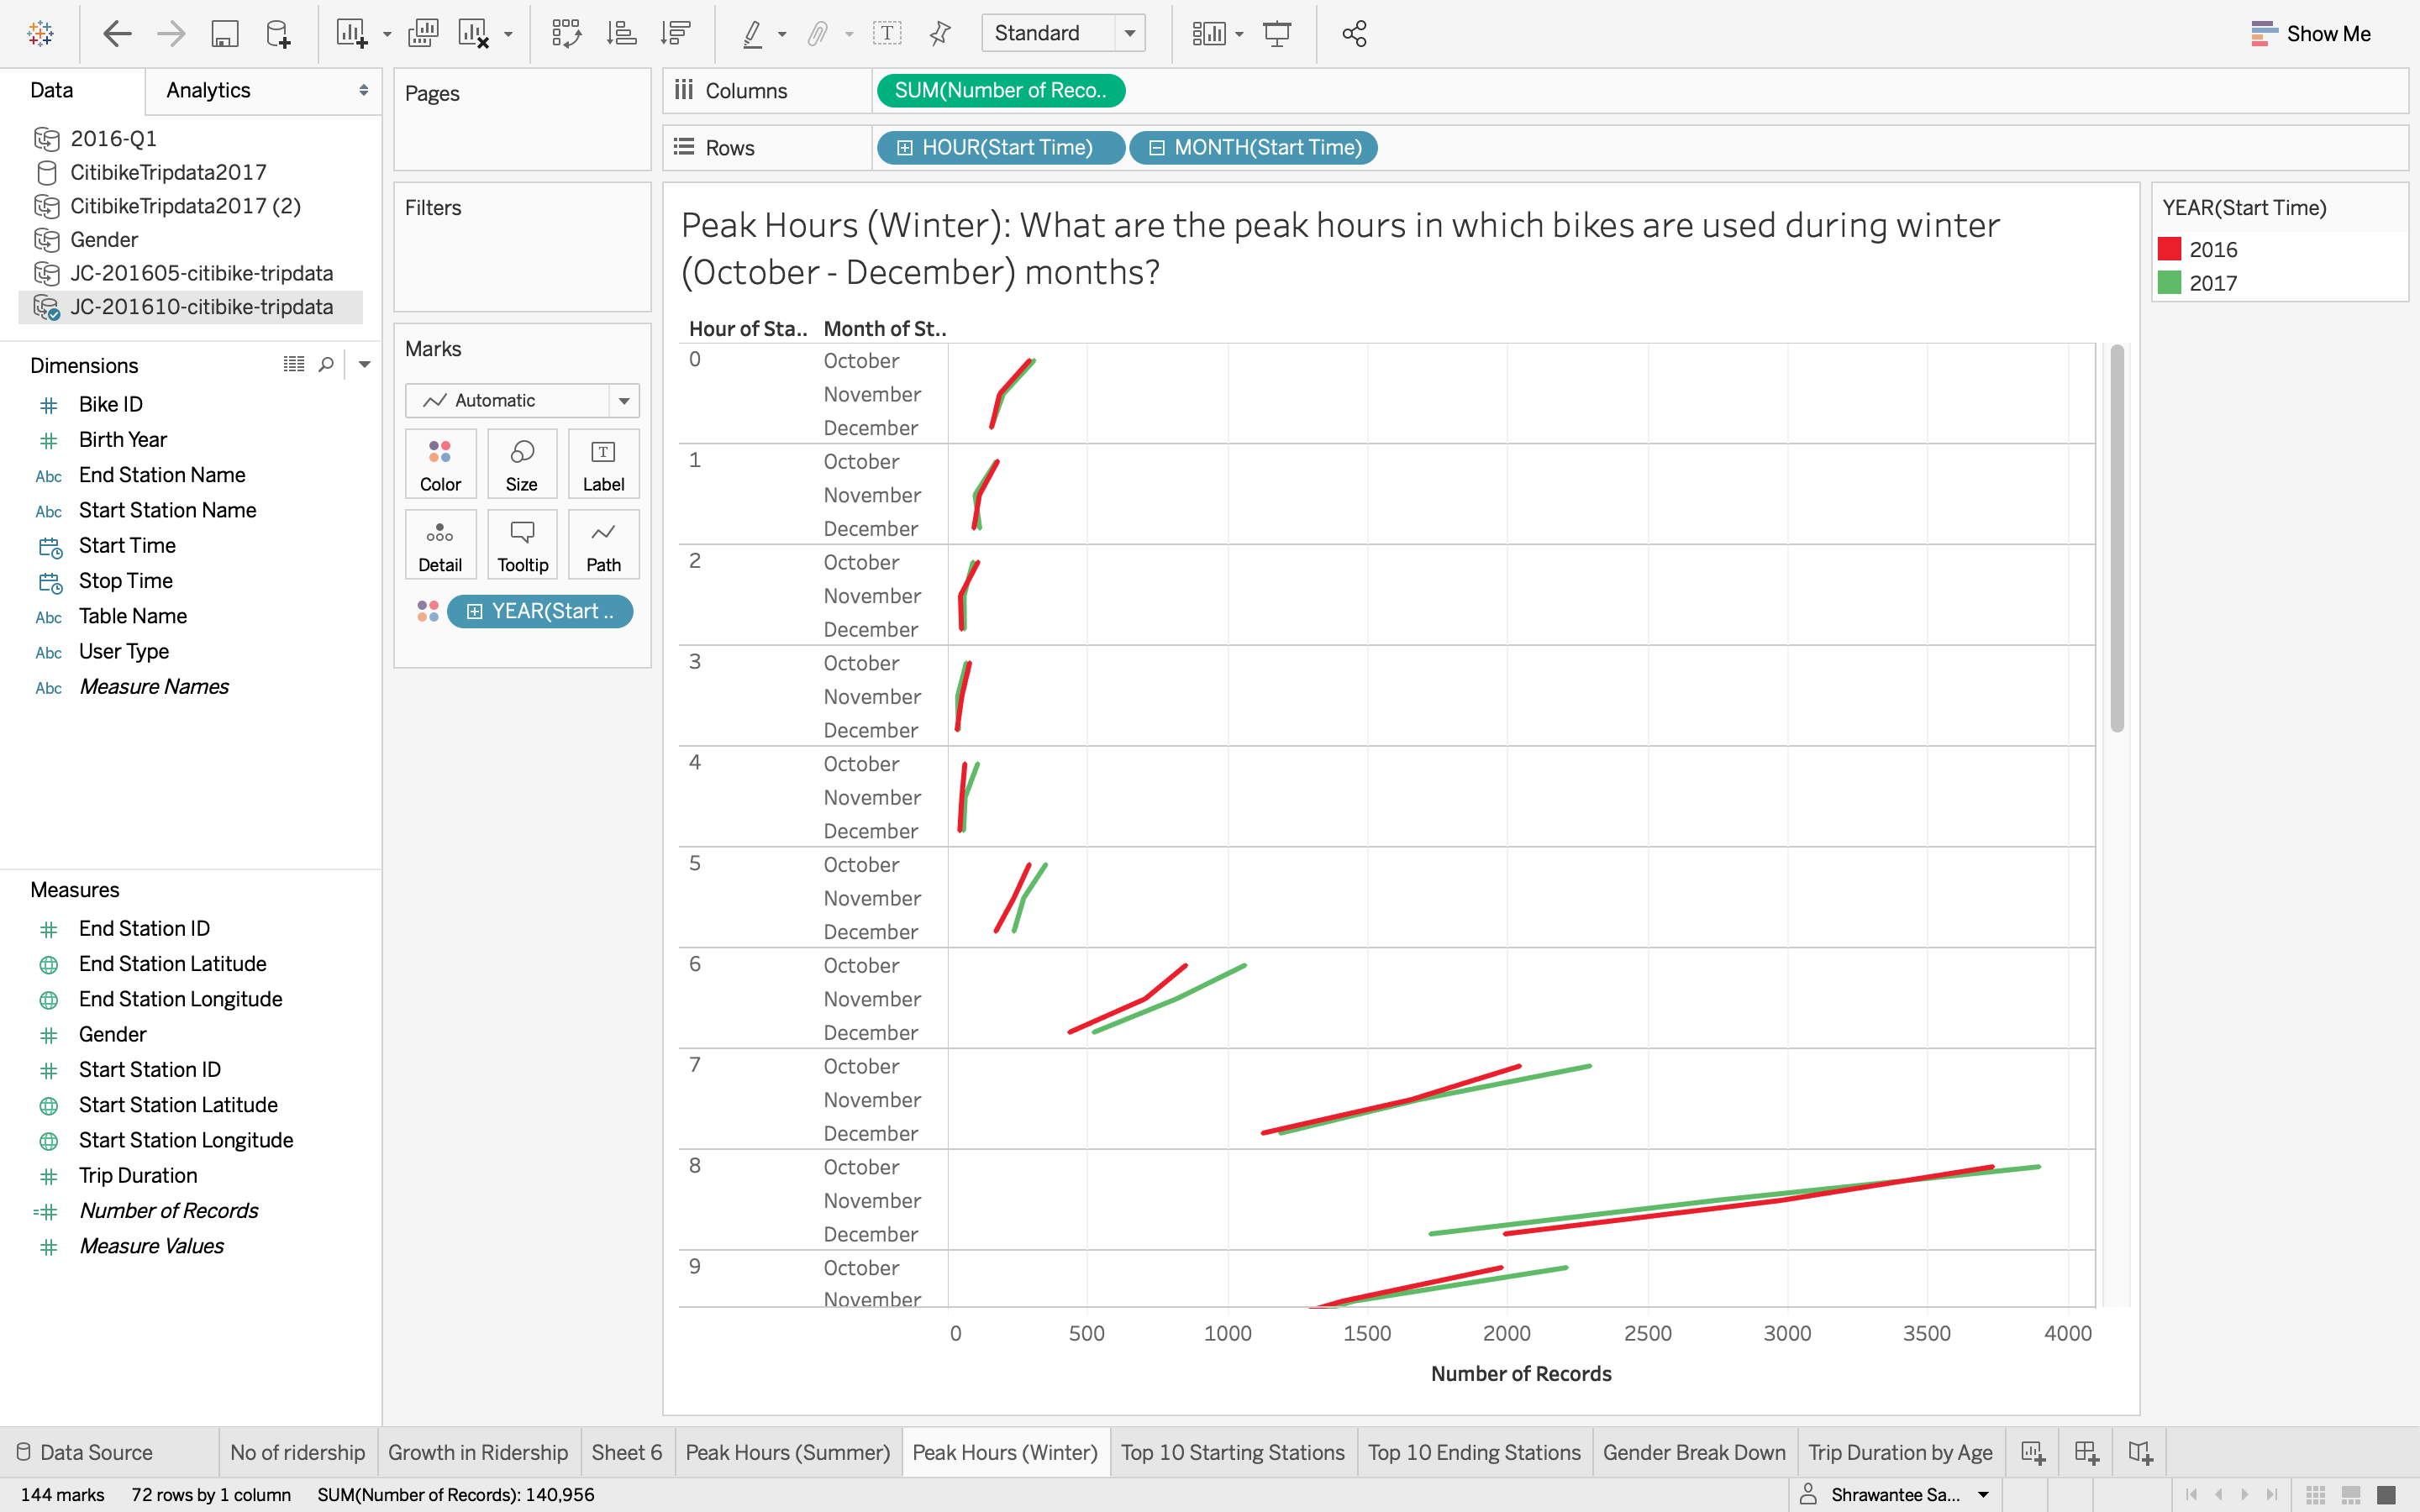 Standard
Show Me
Data
Analytics
2016-Q1
CitibikeTripdata2017
CitibikeTripdata2017 (2)
Gender
JC-201605-citibike-tripdata
JC-201610-citibike-tripdata
Dimensions
# Bike ID
# Birth Year
Abc End Station Name
Abc Start Station Name
Start Time
Stop Time
Abc Table Name
Abc User Type
Abc Measure Names
Measures
# End Station ID
End Station Latitude
End Station Longitude
# Gender
# Start Station ID
Start Station Latitude
Start Station Longitude
# Trip Duration
=# Number of Records
# Measure Values
Pages
Filters
Marks
Automatic
Color Size Label
Detail Tooltip Path
YEAR(Start ..
Columns SUM(Number of Reco..
Rows HOUR(Start Time) MONTH(Start Time)
Peak Hours (Winter): What are the peak hours in which bikes are used during winter
(October - December) months?
Hour of Sta.. Month of St..
0 October
November
December
1 October
November
December
2 October
November
December
3 October
November
December
4 October
November
December
5 October
November
December
6 October
November
December
7 October
November
December
8 October
November
December
9 October
November
0 500 1000 1500 2000 2500 3000 3500 4000
Number of Records
YEAR(Start Time)
2016
2017
Data Source No of ridership Growth in Ridership Sheet 6 Peak Hours (Summer) Peak Hours (Winter) Top 10 Starting Stations Top 10 Ending Stations Gender Break Down Trip Duration by Age
144 marks 72 rows by 1 column SUM(Number of Records): 140,956 Shrawantee Sa...